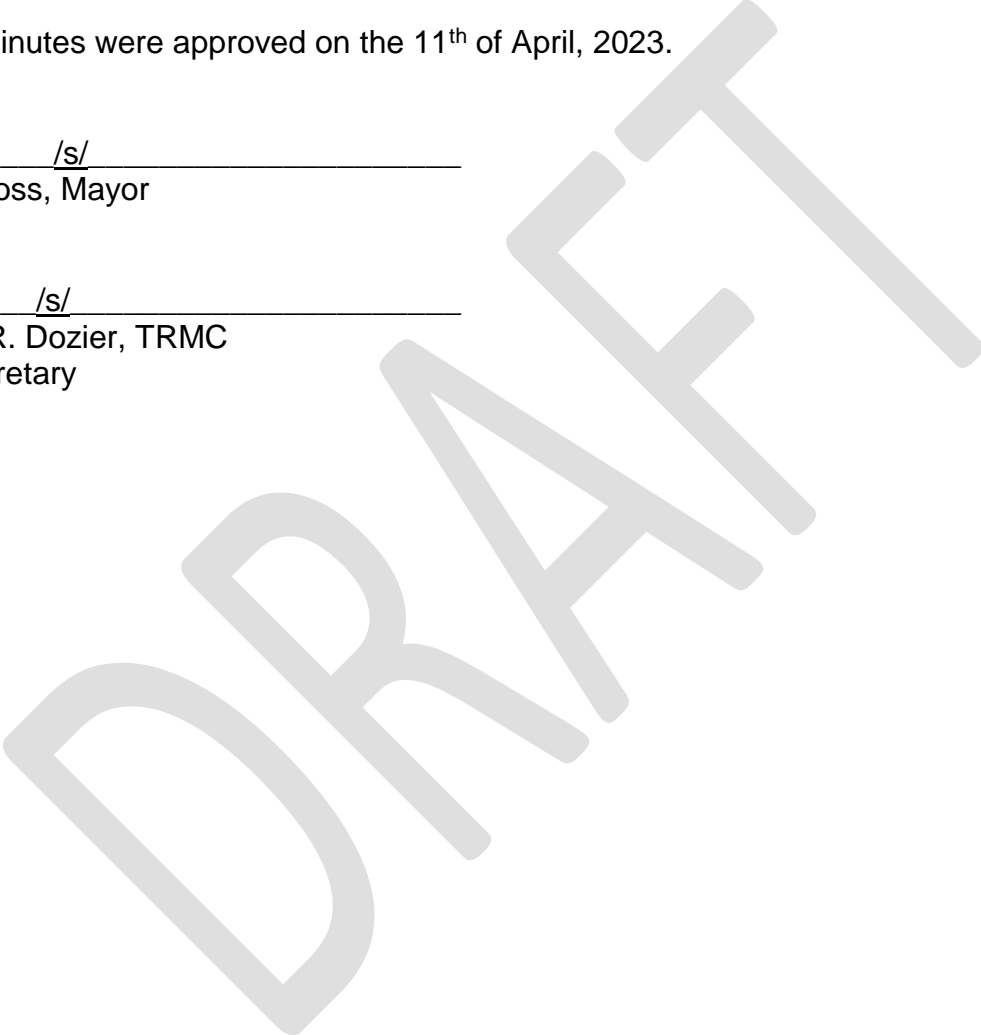 inutes were approved on the 11th of April, 2023.
/s/
oss, Mayor
/s/
R. Dozier, TRMC
retary
DRAFT